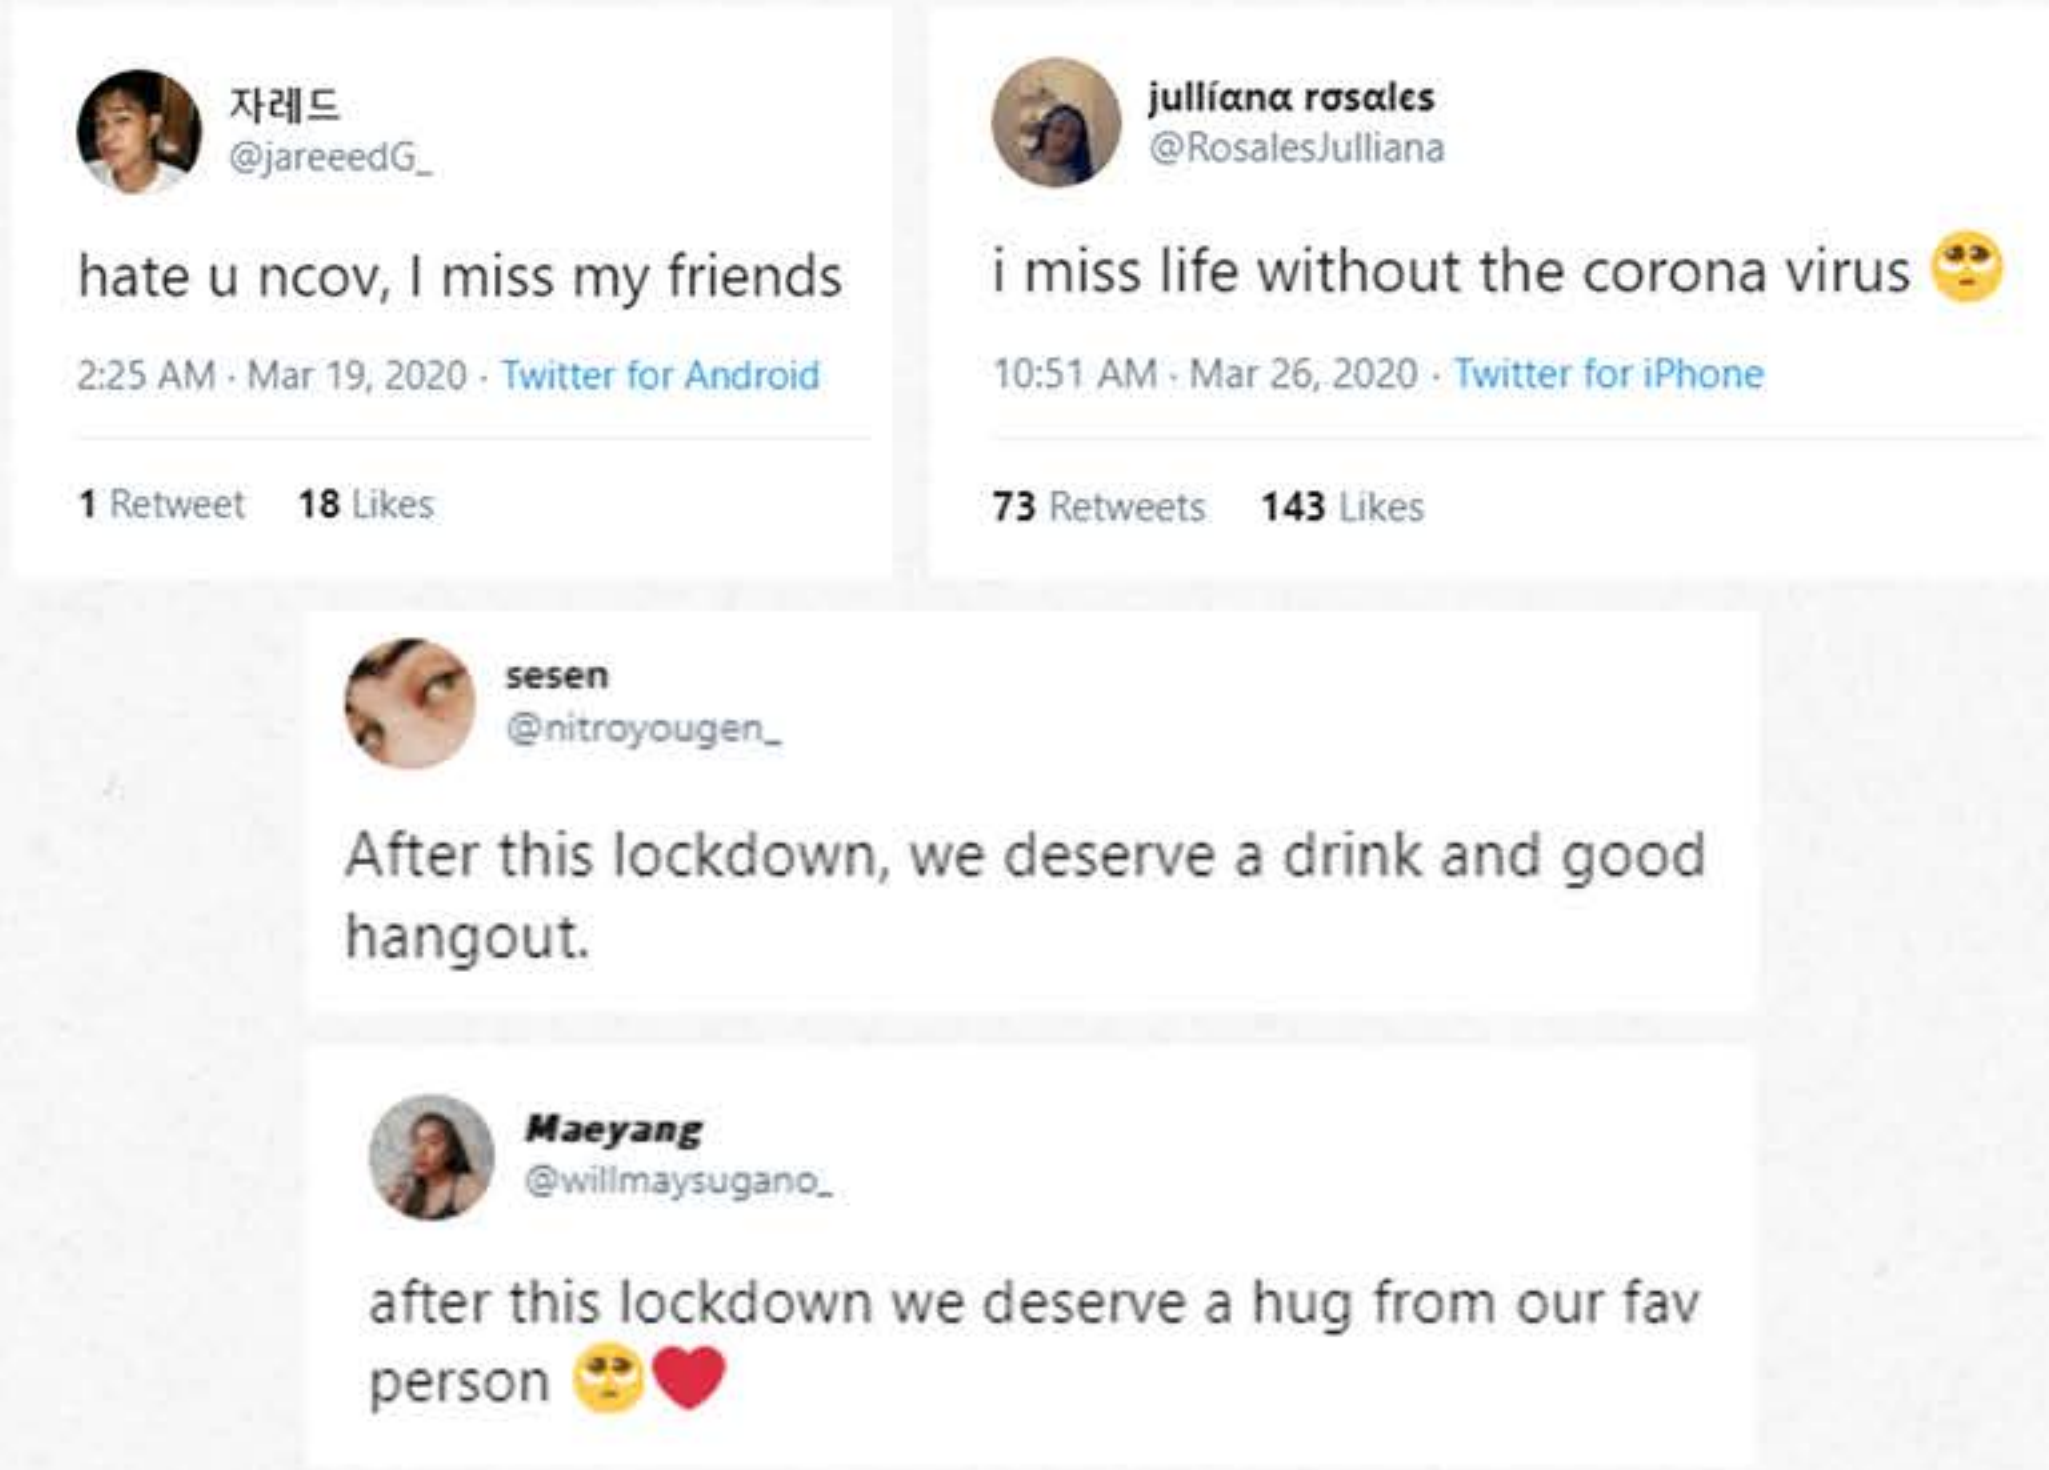 자레드
@jareeedG_
hate u ncov, I miss my friends
2:25 AM · Mar 19, 2020 · Twitter for Android
1 Retweet 18 Likes
jullíαnα rσsαlєs
@RosalesJulliana
i miss life without the corona virus 🥺
10:51 AM · Mar 26, 2020 · Twitter for iPhone
73 Retweets 143 Likes
sesen
@nitroyougen_
After this lockdown, we deserve a drink and good
hangout.
Maeyang
@willmaysugano_
after this lockdown we deserve a hug from our fav
person 🥺❤️